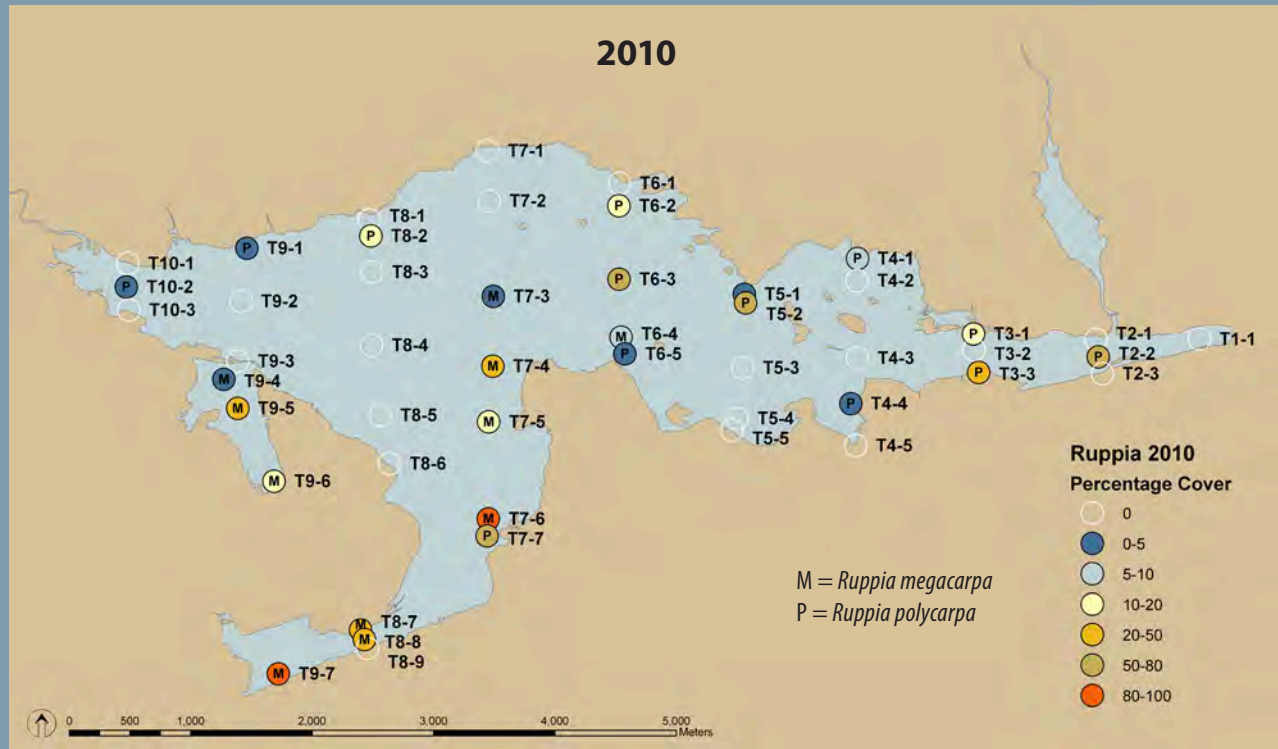 2010
T7-1
T6-1
T7-2
P T6-2
T8-1
P T8-2
P T9-1
P T4-1
T10-1
T8-3
P T6-3
T4-2
P T10-2
M T7-3
T5-1
T9-2
P T5-2
T10-3
P T3-1
T2-1
T1-1
M T6-4
T8-4
P T6-5
T3-2
P T2-2
T9-3
T4-3
M T7-4
T5-3
P T3-3
T2-3
M T9-4
P T4-4
M T9-5
T8-5
M T7-5
T5-4
T5-5
T4-5
T8-6
M T9-6
M T7-6
P T7-7
M T8-7
M T8-8
T8-9
M T9-7
Ruppia 2010
Percentage Cover
0
0-5
5-10
10-20
20-50
50-80
80-100
M = Ruppia megacarpa
P = Ruppia polycarpa
0 500 1,000 2,000 3,000 4,000 5,000
Meters